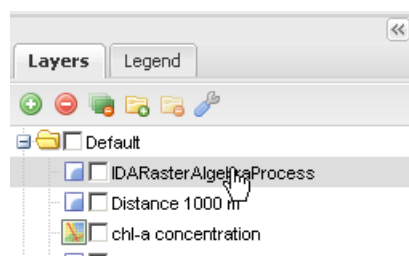 Layers Legend
Default
IDARasterAlgebraProcess
Distance 1000 m
chl-a concentration